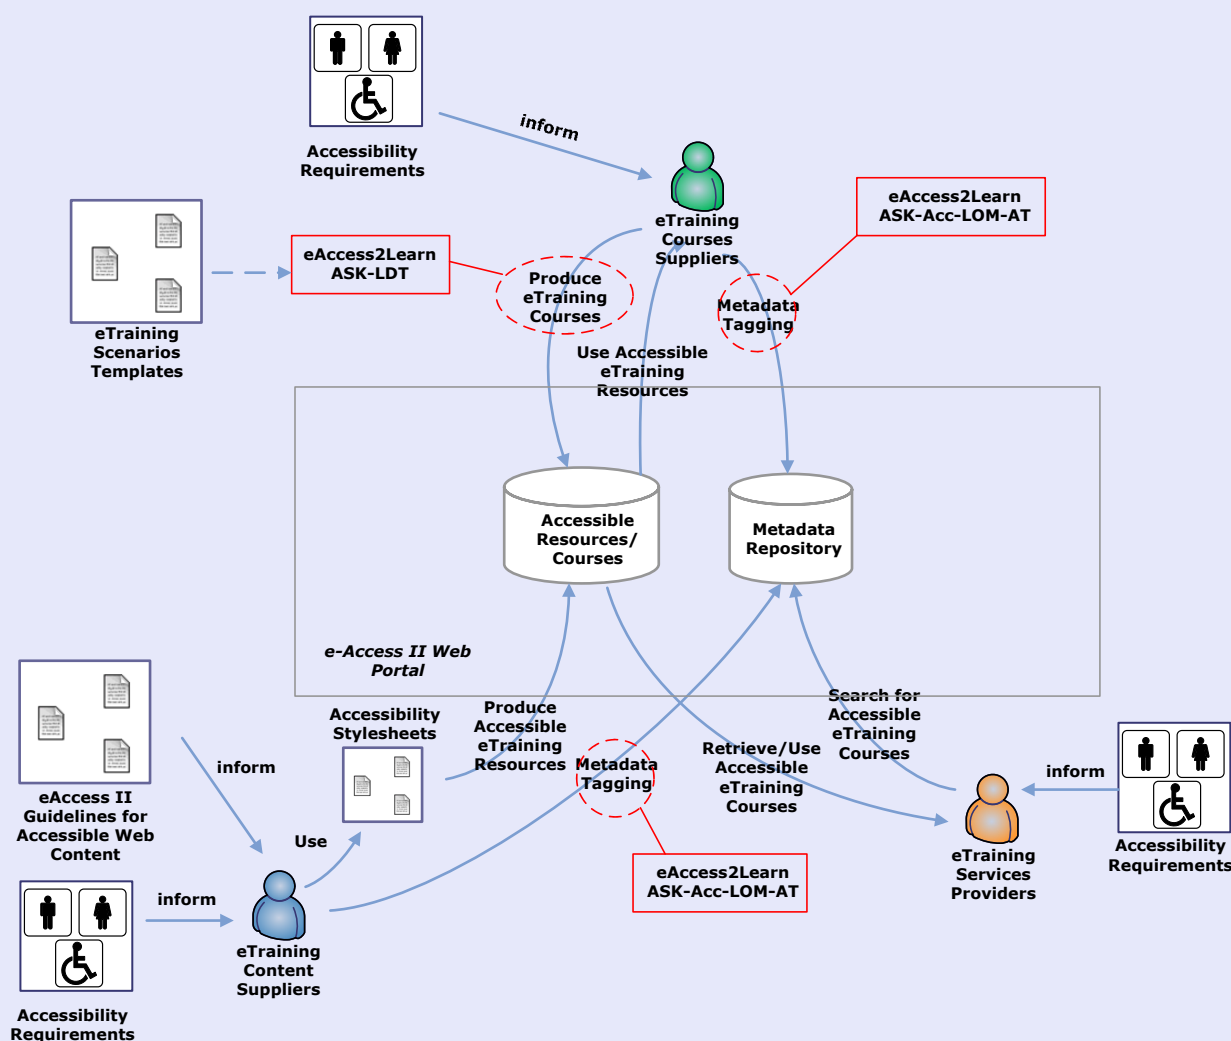 inform
Accessibility
Requirements
eAccess2Learn
ASK-Acc-LOM-AT
eTraining
Courses
Suppliers
eAccess2Learn
ASK-LDT
Produce
eTraining
Courses
Metadata
Tagging
eTraining
Scenarios
Templates
Use Accessible
eTraining
Resources
Accessible
Resources/
Courses
Metadata
Repository
e-Access II Web
Portal
Accessibility
Stylesheets
Produce
Accessible
eTraining
Resources
Search for
Accessible
eTraining
Courses
Retrieve/Use
Accessible
eTraining
Courses
Metadata
Tagging
inform
inform
eAccess II
Guidelines for
Accessible Web
Content
Use
eAccess2Learn
ASK-Acc-LOM-AT
eTraining
Services
Providers
Accessibility
Requirements
inform
eTraining
Content
Suppliers
Accessibility
Requirements